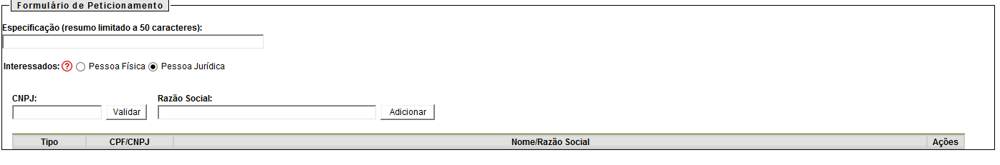 Formulário de Peticionamento
Especificação (resumo limitado a 50 caracteres):
Interessados: ? Pessoa Física Pessoa Jurídica
CNPJ: Razão Social:
Validar Adicionar
Tipo CPF/CNPJ Nome/Razão Social Ações